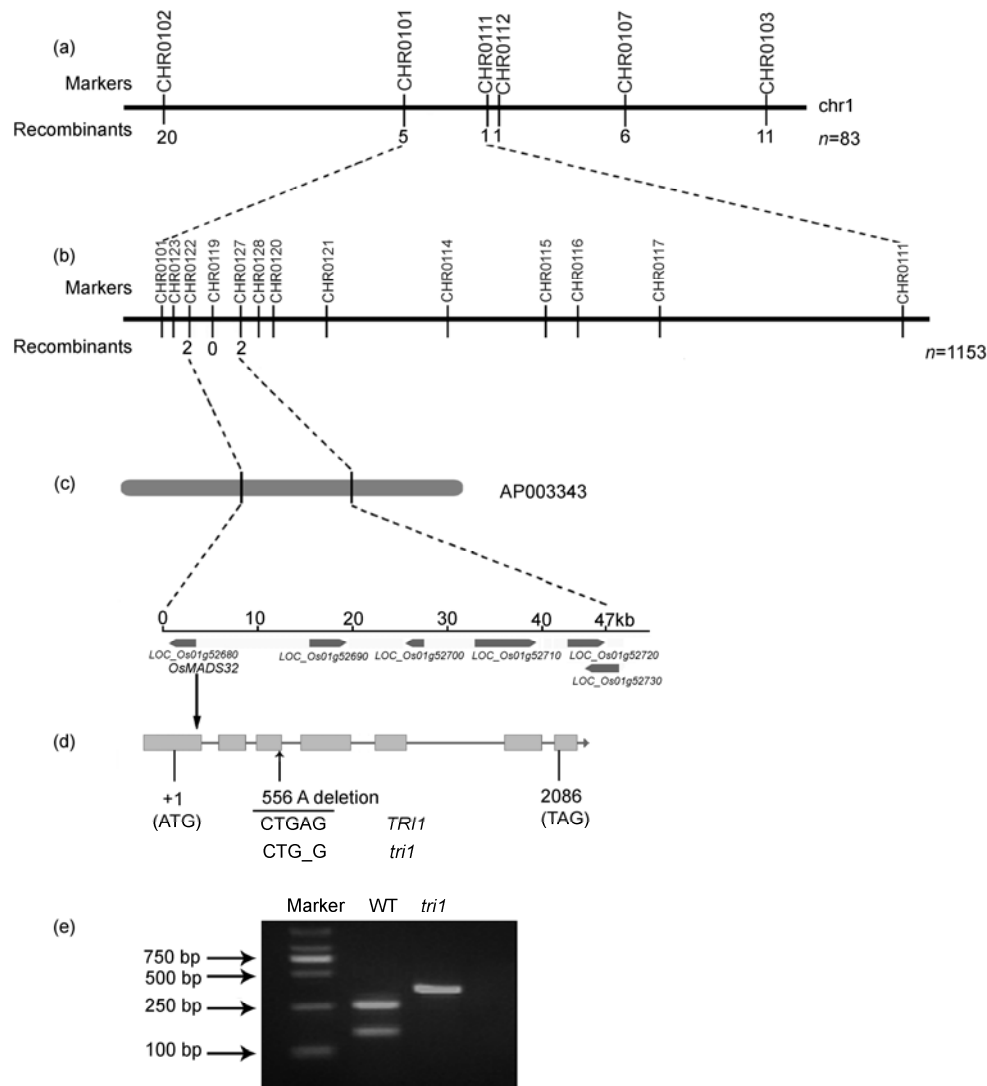 (a)
CHR0102 CHR0101 CHR0111 CHR0112 CHR0107 CHR0103
Markers
chr1
Recombinants
20 5 1 1 6 11 n=83
(b)
CHR0101 CHR0123 CHR0122 CHR0119 CHR0127 CHR0128 CHR0120 CHR0121 CHR0114 CHR0115 CHR0116 CHR0117 CHR0111
Markers
Recombinants
2 0 2 n=1153
(c)
AP003343
0 10 20 30 40 47kb
LOC_Os01g52680 LOC_Os01g52690 LOC_Os01g52700 LOC_Os01g52710 LOC_Os01g52720
OsMADS32
LOC_Os01g52730
(d)
+1 556 A deletion 2086
(ATG) CTGAG TRI1 (TAG)
CTG_G tri1
(e)
Marker WT tri1
750 bp
500 bp
250 bp
100 bp